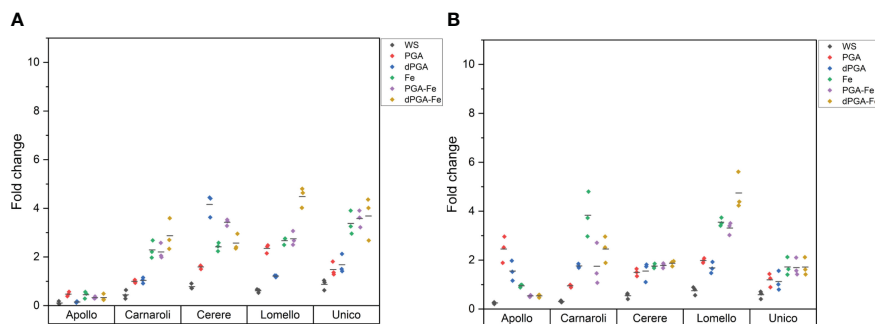 A
Fold change
10
8
6
4
2
0
Apollo Carnaroli Cerere Lomello Unico
WS
PGA
dPGA
Fe
PGA-Fe
dPGA-Fe
B
Fold change
10
8
6
4
2
0
Apollo Carnaroli Cerere Lomello Unico
WS
PGA
dPGA
Fe
PGA-Fe
dPGA-Fe